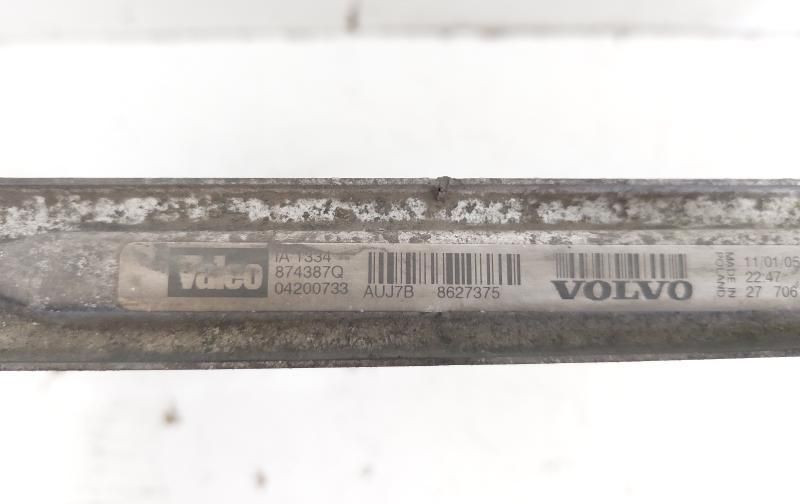 Valeo
IA 1334
874387Q
04200733
AUJ7B 8627375
VOLVO
MADE IN
POLAND
11/01/05
22:47
27 706